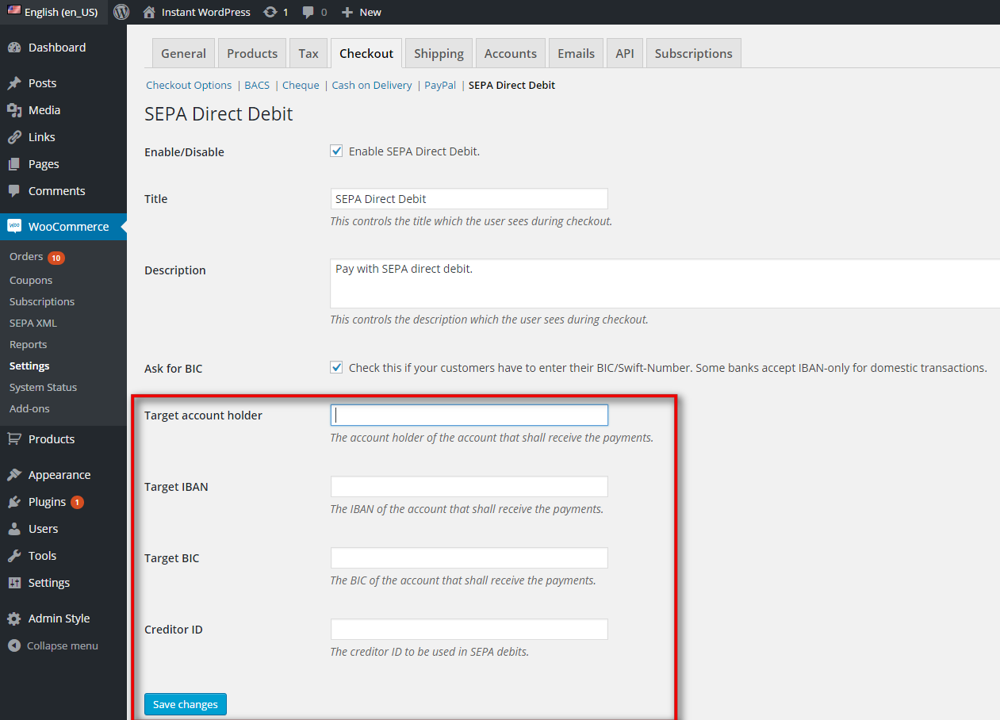 English (en_US) Instant WordPress 1 0 New
Dashboard
Posts
Media
Links
Pages
Comments
WooCommerce
Orders 10
Coupons
Subscriptions
SEPA XML
Reports
Settings
System Status
Add-ons
Products
Appearance
Plugins 1
Users
Tools
Settings
Admin Style
Collapse menu
General Products Tax Checkout Shipping Accounts Emails API Subscriptions
Checkout Options | BACS | Cheque | Cash on Delivery | PayPal | SEPA Direct Debit
SEPA Direct Debit
Enable/Disable Enable SEPA Direct Debit.
Title SEPA Direct Debit
This controls the title which the user sees during checkout.
Description Pay with SEPA direct debit.
This controls the description which the user sees during checkout.
Ask for BIC Check this if your customers have to enter their BIC/Swift-Number. Some banks accept IBAN-only for domestic transactions.
Target account holder
The account holder of the account that shall receive the payments.
Target IBAN
The IBAN of the account that shall receive the payments.
Target BIC
The BIC of the account that shall receive the payments.
Creditor ID
The creditor ID to be used in SEPA debits.
Save changes